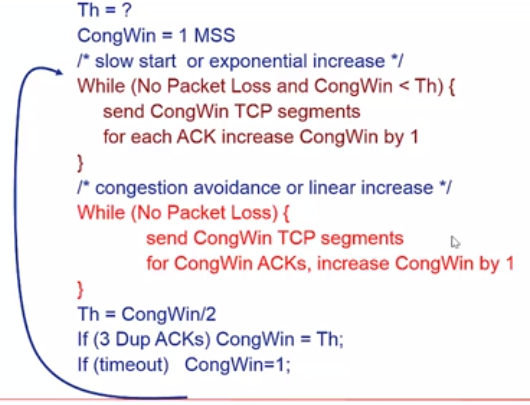 Th = ?
CongWin = 1 MSS
/* slow start or exponential increase */
While (No Packet Loss and CongWin < Th) {
send CongWin TCP segments
for each ACK increase CongWin by 1
}
/* congestion avoidance or linear increase */
While (No Packet Loss) {
send CongWin TCP segments
for CongWin ACKs, increase CongWin by 1
}
Th = CongWin/2
If (3 Dup ACKs) CongWin = Th;
If (timeout) CongWin=1;